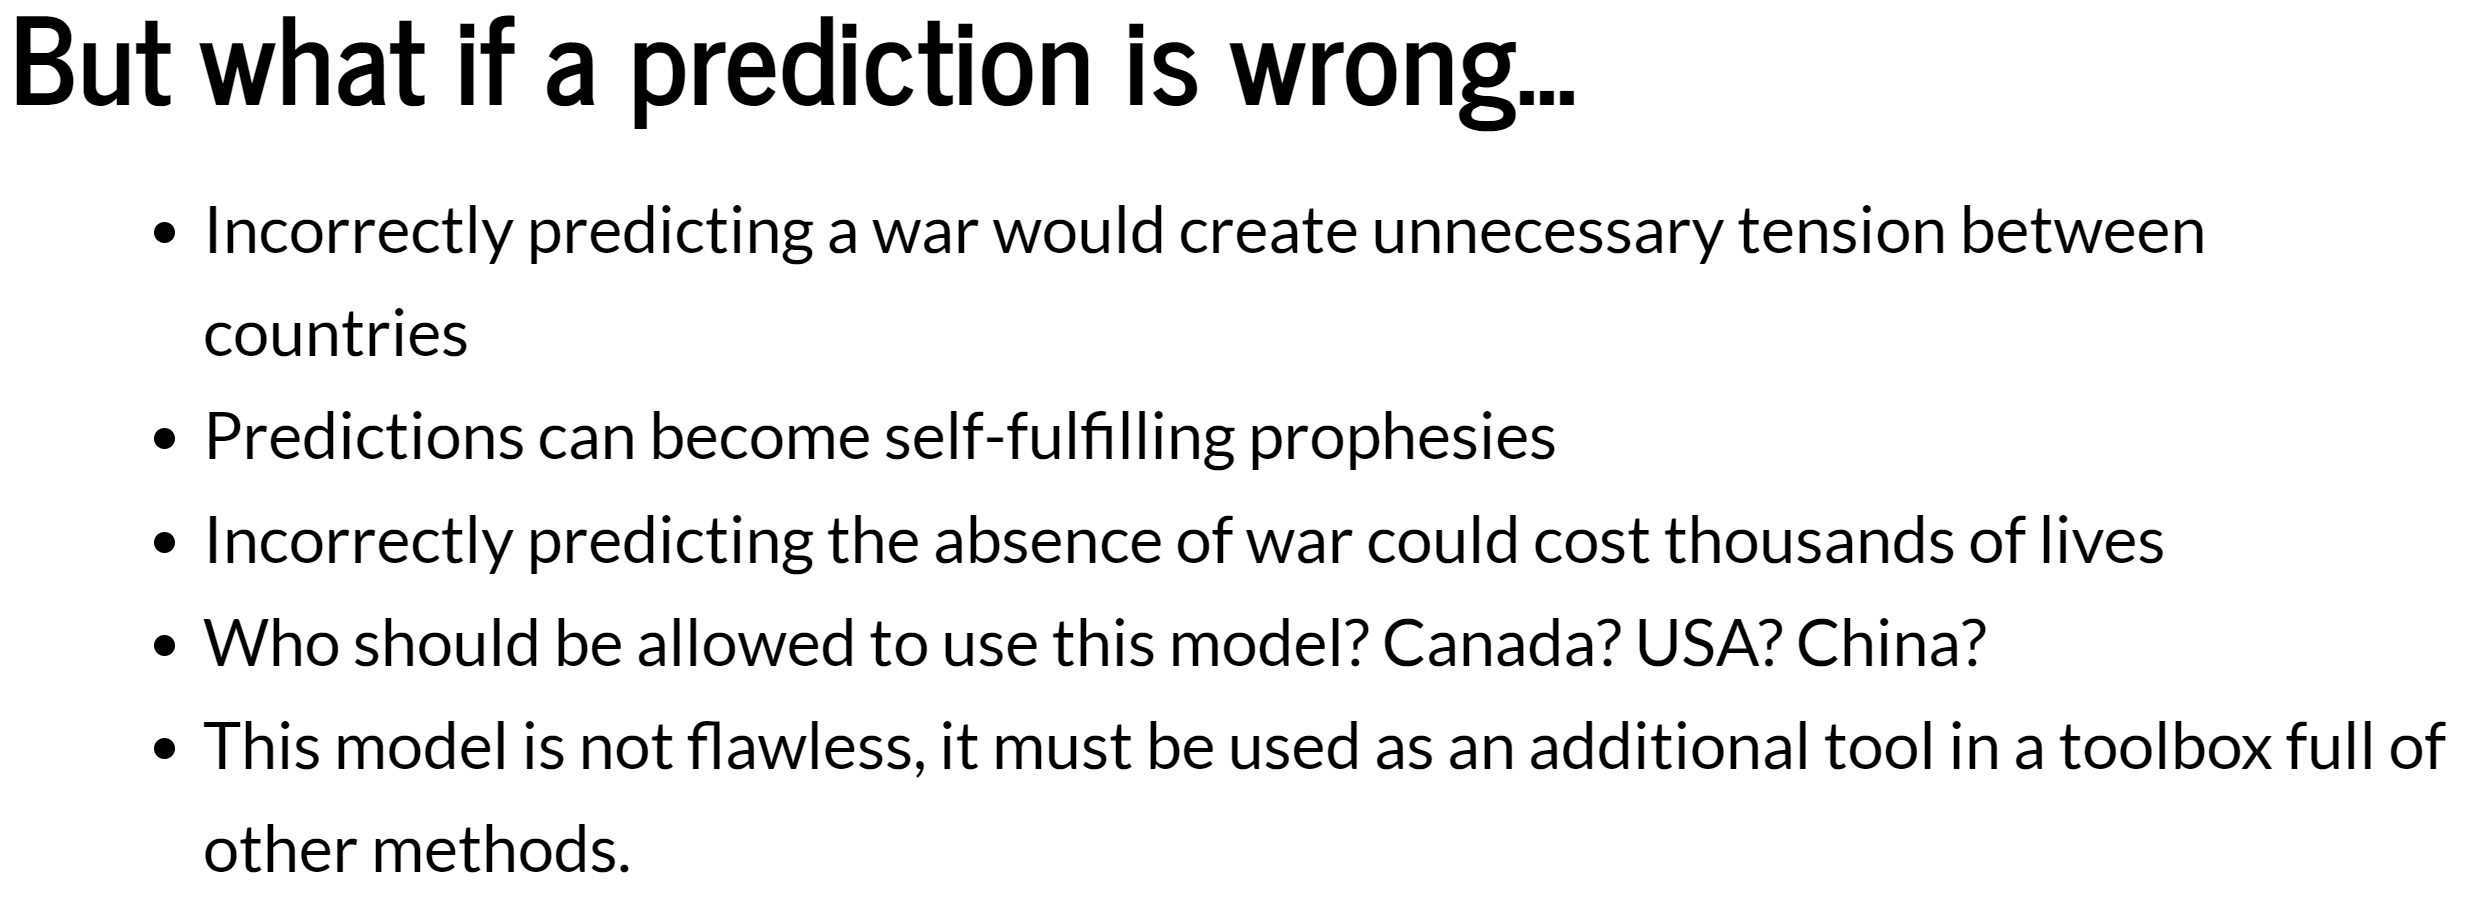 But what if a prediction is wrong...
• Incorrectly predicting a war would create unnecessary tension between
countries
• Predictions can become self-fulfilling prophesies
• Incorrectly predicting the absence of war could cost thousands of lives
• Who should be allowed to use this model? Canada? USA? China?
• This model is not flawless, it must be used as an additional tool in a toolbox full of
other methods.